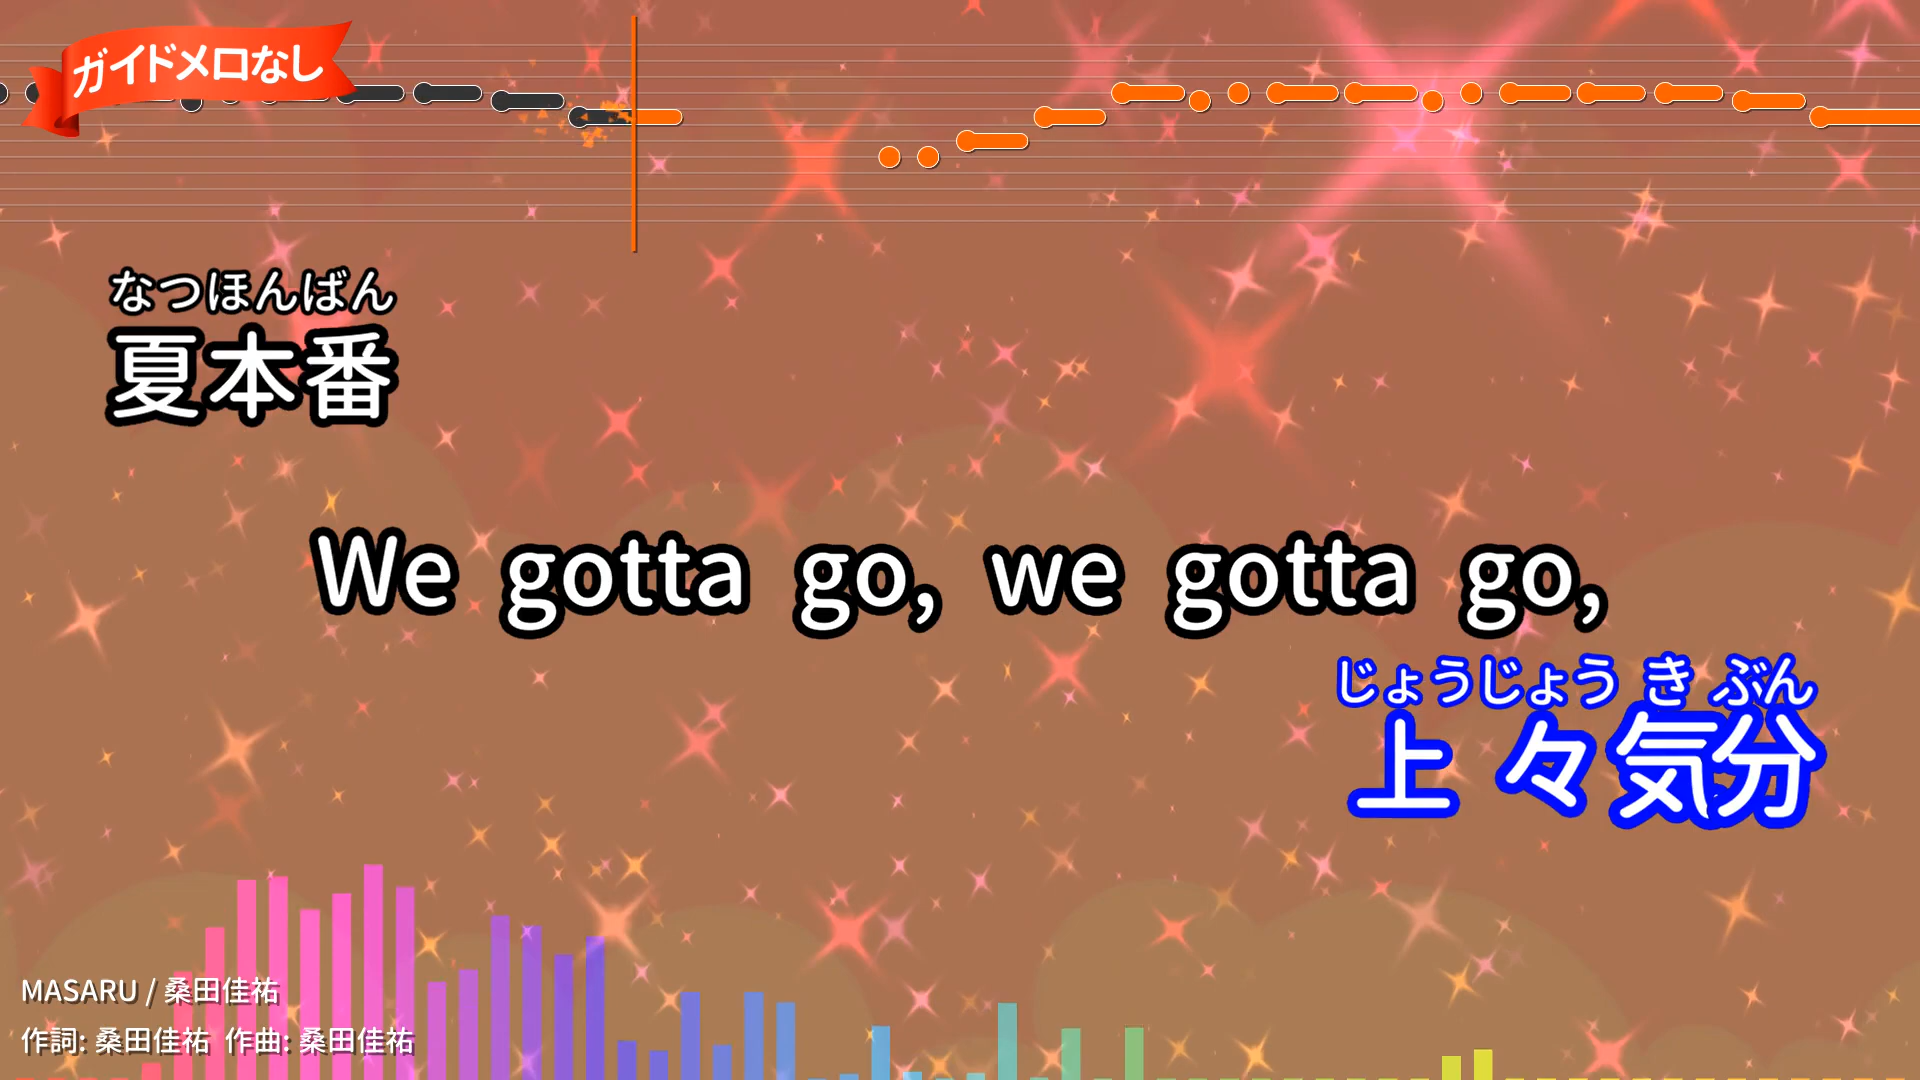 ガイドメロなし
なつほんばん
夏本番
We gotta go, we gotta go,
じょうじょう き ぶん
上々気分
MASARU / 桑田佳祐
作詞: 桑田佳祐 作曲: 桑田佳祐